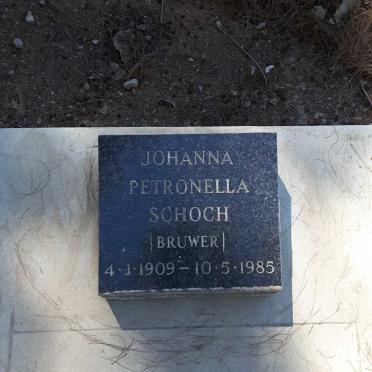 JOHANNA
PETRONELLA
SCHOCH
[BRUWER]
4·1·1909–10·5·1985